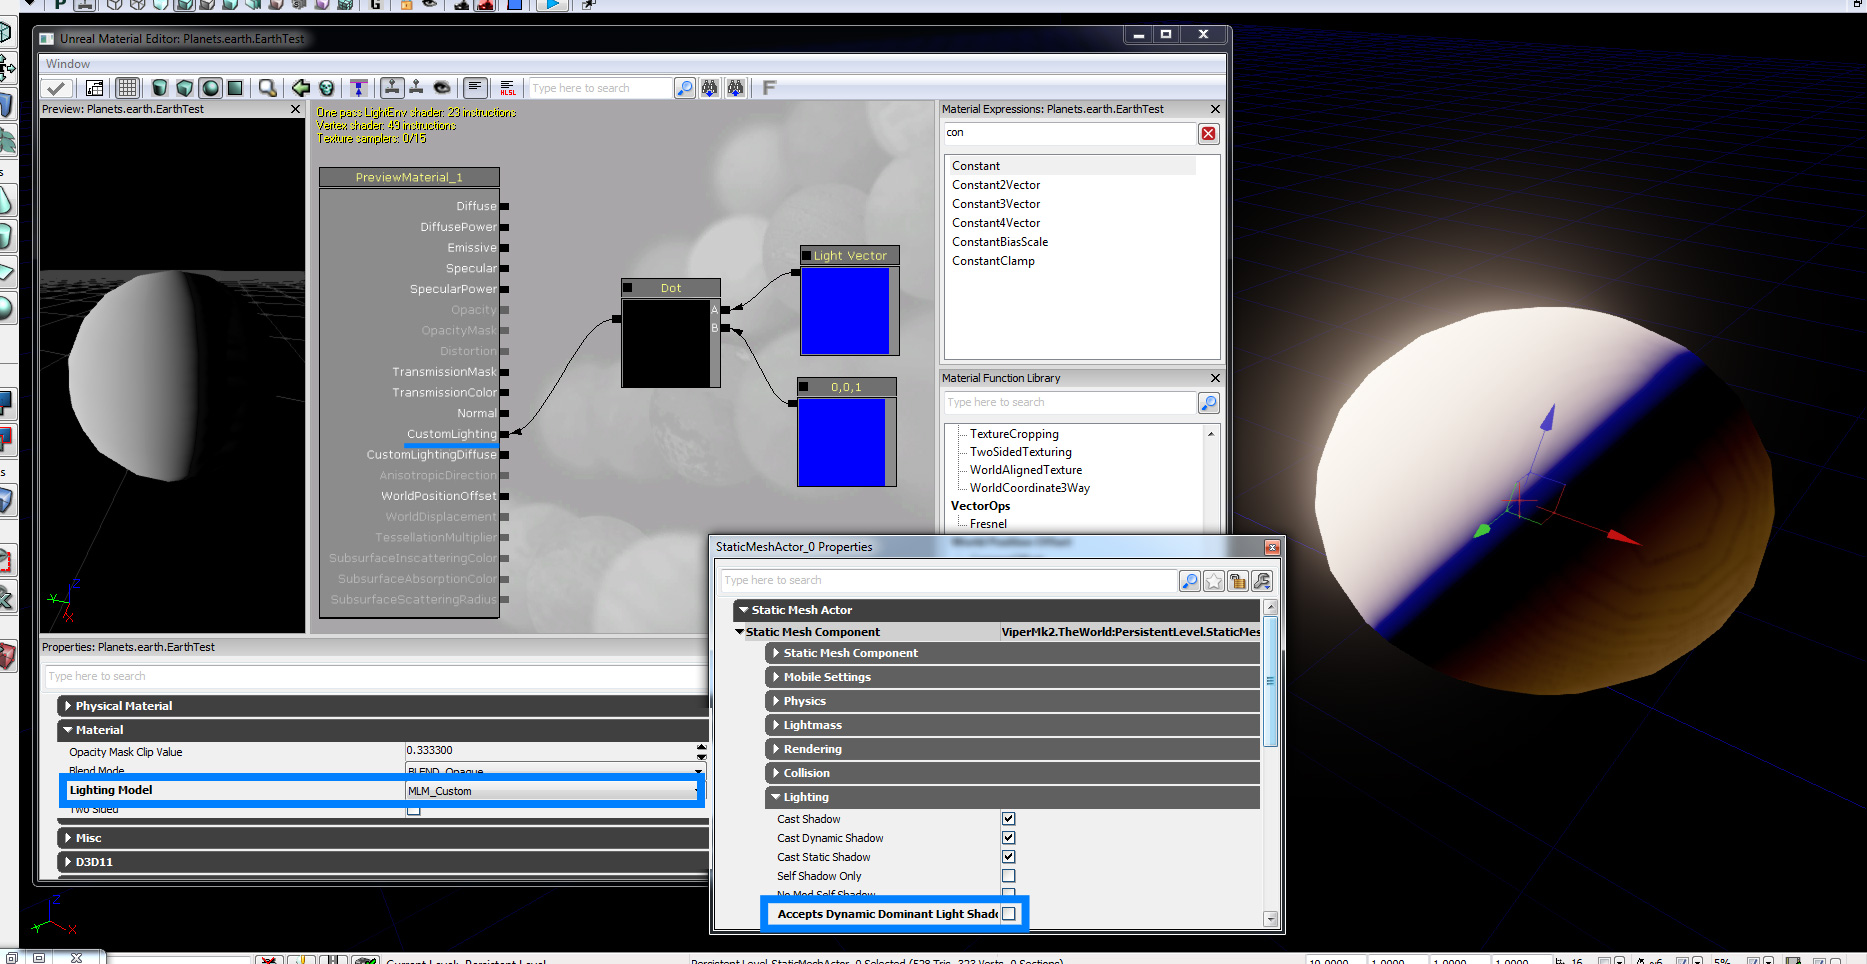 Unreal Material Editor: Planets.earth.EarthTest
Window
Type here to search
HLSL
F
Preview: Planets.earth.EarthTest
One pass LightEnv shader: 23 instructions
Vertex shader: 49 instructions
Texture samplers: 0/15
PreviewMaterial_1
Diffuse
DiffusePower
Emissive
Specular
SpecularPower
Opacity
OpacityMask
Distortion
TransmissionMask
TransmissionColor
Normal
CustomLighting
CustomLightingDiffuse
AnisotropicDirection
WorldPositionOffset
WorldDisplacement
TessellationMultiplier
SubsurfaceInscatteringColor
SubsurfaceAbsorptionColor
SubsurfaceScatteringRadius
Dot
A
B
Light Vector
0,0,1
Material Expressions: Planets.earth.EarthTest
con
Constant
Constant2Vector
Constant3Vector
Constant4Vector
ConstantBiasScale
ConstantClamp
Material Function Library
Type here to search
TextureCropping
TwoSidedTexturing
WorldAlignedTexture
WorldCoordinate3Way
VectorOps
Fresnel
Properties: Planets.earth.EarthTest
Type here to search
Physical Material
Material
Opacity Mask Clip Value 0.333300
Blend Mode BLEND_Opaque
Lighting Model MLM_Custom
Two Sided
Misc
D3D11
StaticMeshActor_0 Properties
Type here to search
Static Mesh Actor
Static Mesh Component ViperMk2.TheWorld:PersistentLevel.StaticMes
Static Mesh Component
Mobile Settings
Physics
Lightmass
Rendering
Collision
Lighting
Cast Shadow
Cast Dynamic Shadow
Cast Static Shadow
Self Shadow Only
No Mod Self Shadow
Accepts Dynamic Dominant Light Shado
Current Level: Persistent Level
Persistent Level.StaticMeshActor_0 Selected (528 Tris, 323 Verts, 0 Sections)
10.0000 1.0000 1.0000 1.0000 16 5%